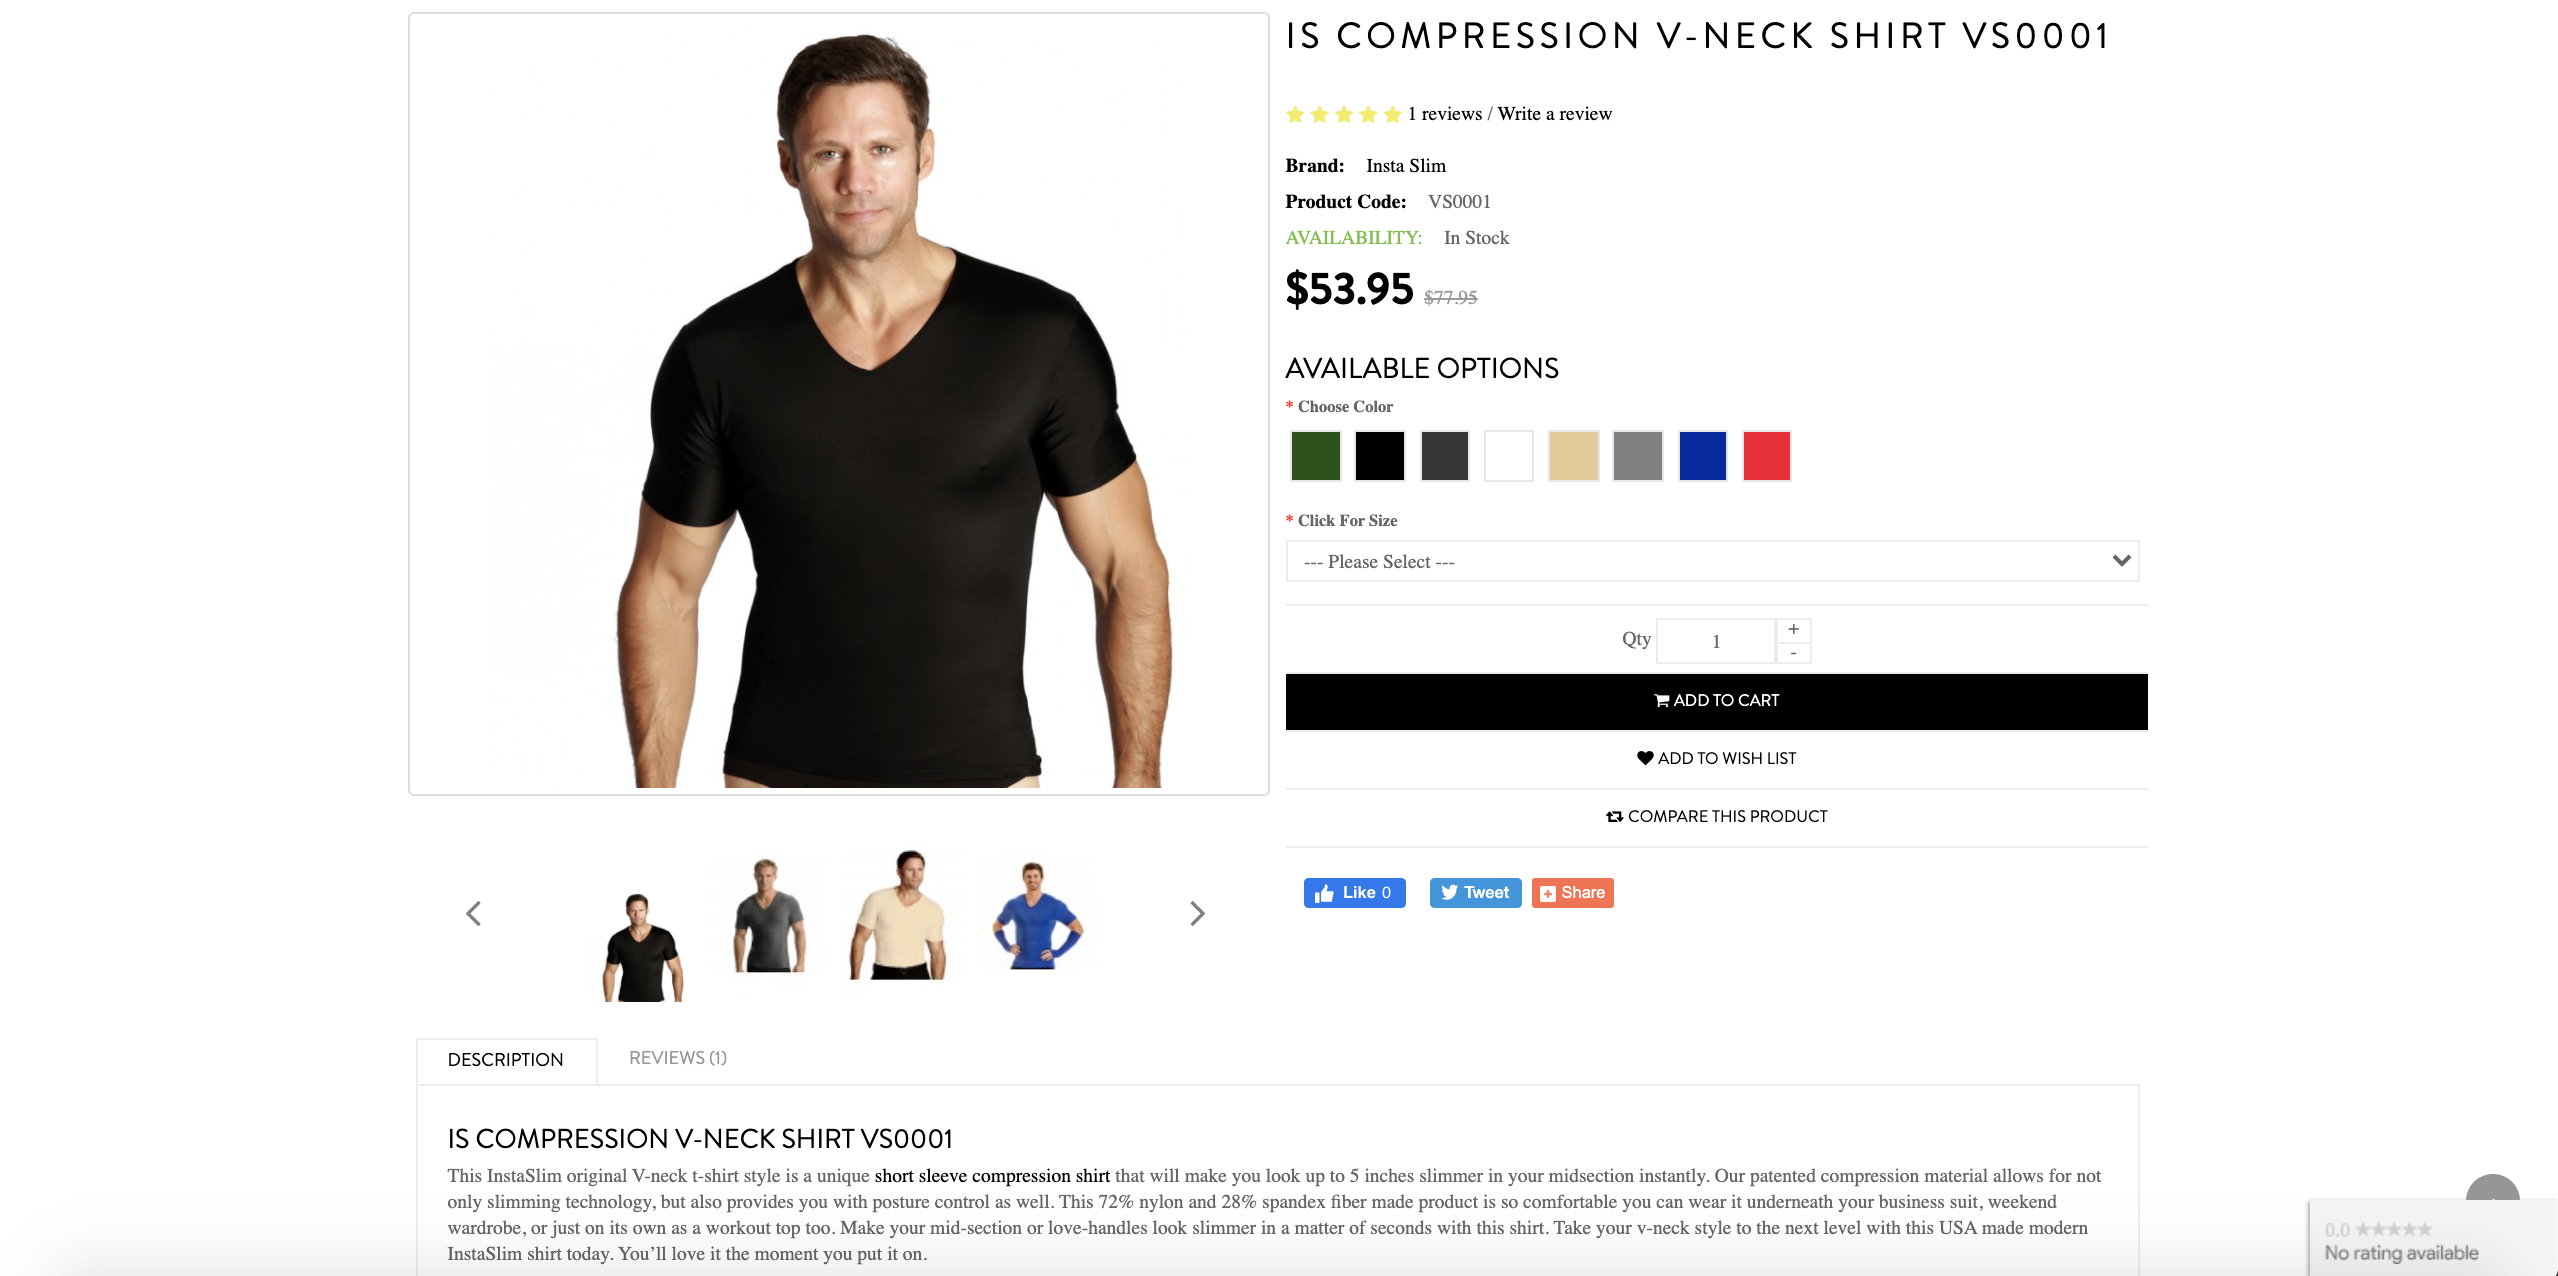 IS COMPRESSION V-NECK SHIRT VS0001
1 reviews / Write a review
Brand: Insta Slim
Product Code: VS0001
AVAILABILITY: In Stock
$53.95 $77.95
AVAILABLE OPTIONS
* Choose Color
* Click For Size
--- Please Select ---
Qty 1 + -
ADD TO CART
ADD TO WISH LIST
COMPARE THIS PRODUCT
Like 0 Tweet Share
DESCRIPTION REVIEWS (1)
IS COMPRESSION V-NECK SHIRT VS0001
This InstaSlim original V-neck t-shirt style is a unique short sleeve compression shirt that will make you look up to 5 inches slimmer in your midsection instantly. Our patented compression material allows for not
only slimming technology, but also provides you with posture control as well. This 72% nylon and 28% spandex fiber made product is so comfortable you can wear it underneath your business suit, weekend
wardrobe, or just on its own as a workout top too. Make your mid-section or love-handles look slimmer in a matter of seconds with this shirt. Take your v-neck style to the next level with this USA made modern
InstaSlim shirt today. You’ll love it the moment you put it on.
0.0
No rating available